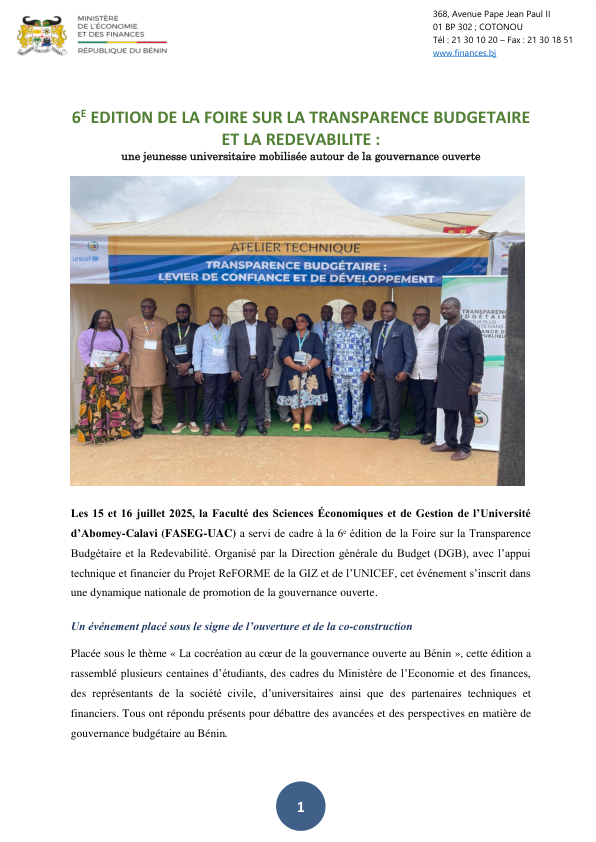 MINISTÈRE
DE L'ÉCONOMIE
ET DES FINANCES
RÉPUBLIQUE DU BÉNIN
368, Avenue Pape Jean Paul II
01 BP 302 ; COTONOU
Tél : 21 30 10 20 – Fax : 21 30 18 51
www.finances.bj
6E EDITION DE LA FOIRE SUR LA TRANSPARENCE BUDGETAIRE
ET LA REDEVABILITE :
une jeunesse universitaire mobilisée autour de la gouvernance ouverte
unicef
ATELIER TECHNIQUE
TRANSPARENCE BUDGÉTAIRE :
LEVIER DE CONFIANCE ET DE DÉVELOPPEMENT
Les 15 et 16 juillet 2025, la Faculté des Sciences Économiques et de Gestion de l'Université
d'Abomey-Calavi (FASEG-UAC) a servi de cadre à la 6e édition de la Foire sur la Transparence
Budgétaire et la Redevabilité. Organisé par la Direction générale du Budget (DGB), avec l'appui
technique et financier du Projet ReFORME de la GIZ et de l'UNICEF, cet événement s'inscrit dans
une dynamique nationale de promotion de la gouvernance ouverte.
Un événement placé sous le signe de l'ouverture et de la co-construction
Placée sous le thème « La cocréation au cœur de la gouvernance ouverte au Bénin », cette édition a
rassemblé plusieurs centaines d'étudiants, des cadres du Ministère de l'Economie et des finances,
des représentants de la société civile, d'universitaires ainsi que des partenaires techniques et
financiers. Tous ont répondu présents pour débattre des avancées et des perspectives en matière de
gouvernance budgétaire au Bénin.
1